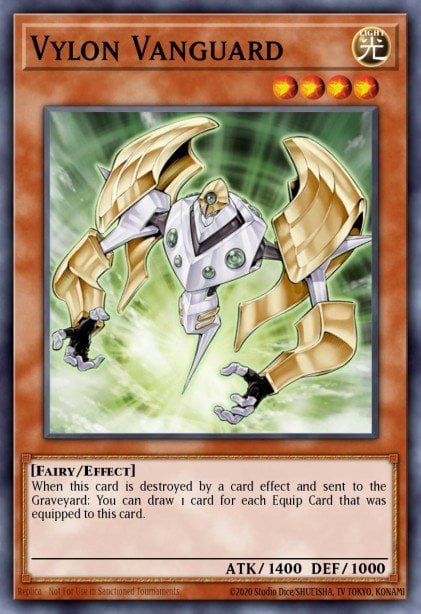 Vylon Vanguard
LIGHT
光
[Fairy/Effect]
When this card is destroyed by a card effect and sent to the
Graveyard: You can draw 1 card for each Equip Card that was
equipped to this card.
ATK/1400 DEF/1000
Replica - Not For Use in Sanctioned Tournaments
©2020 Studio Dice/SHUEISHA, TV TOKYO, KONAMI